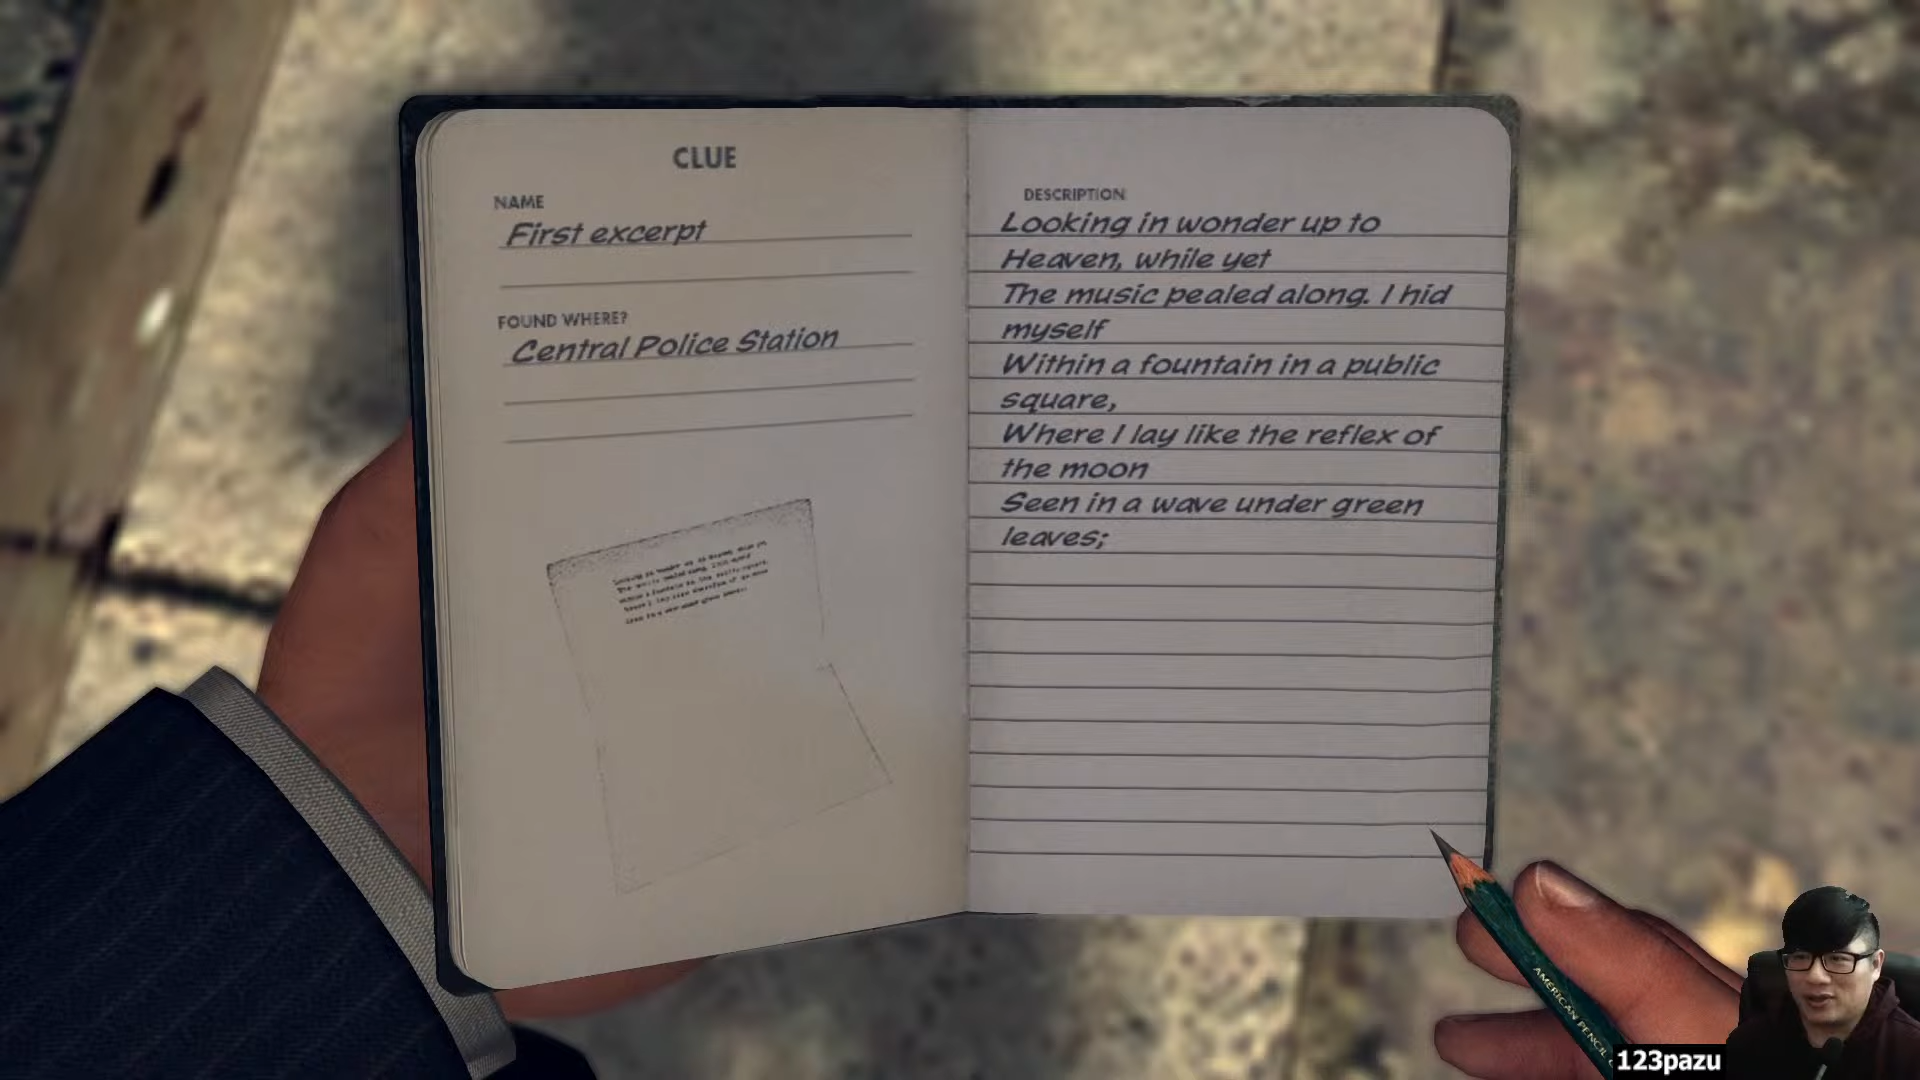 CLUE
NAME
First excerpt
FOUND WHERE?
Central Police Station
DESCRIPTION
Looking in wonder up to
Heaven, while yet
The music pealed along. I hid
myself
Within a fountain in a public
square,
Where I lay like the reflex of
the moon
Seen in a wave under green
leaves;
AMERICAN PENCIL
123pazu